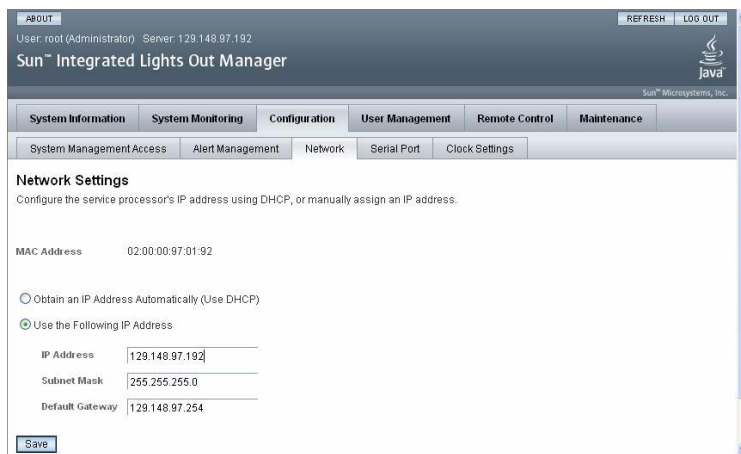 ABOUT REFRESH LOG OUT
User: root (Administrator) Server: 129.148.97.192
Sun™ Integrated Lights Out Manager
Java™
Sun™ Microsystems, Inc.
System Information System Monitoring Configuration User Management Remote Control Maintenance
System Management Access Alert Management Network Serial Port Clock Settings
Network Settings
Configure the service processor's IP address using DHCP, or manually assign an IP address.
MAC Address 02:00:00:97:01:92
Obtain an IP Address Automatically (Use DHCP)
Use the Following IP Address
IP Address 129.148.97.192
Subnet Mask 255.255.255.0
Default Gateway 129.148.97.254
Save